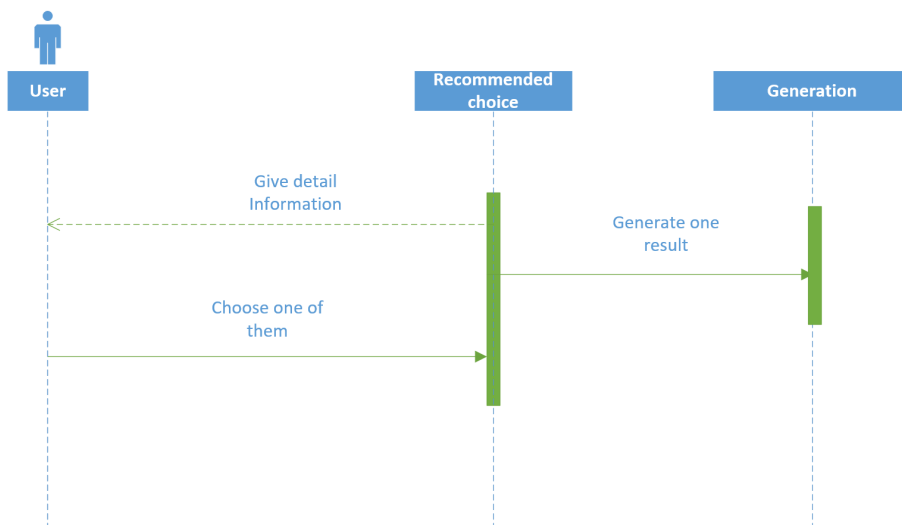 User
Recommended
choice
Generation
Give detail
Information
Generate one
result
Choose one of
them